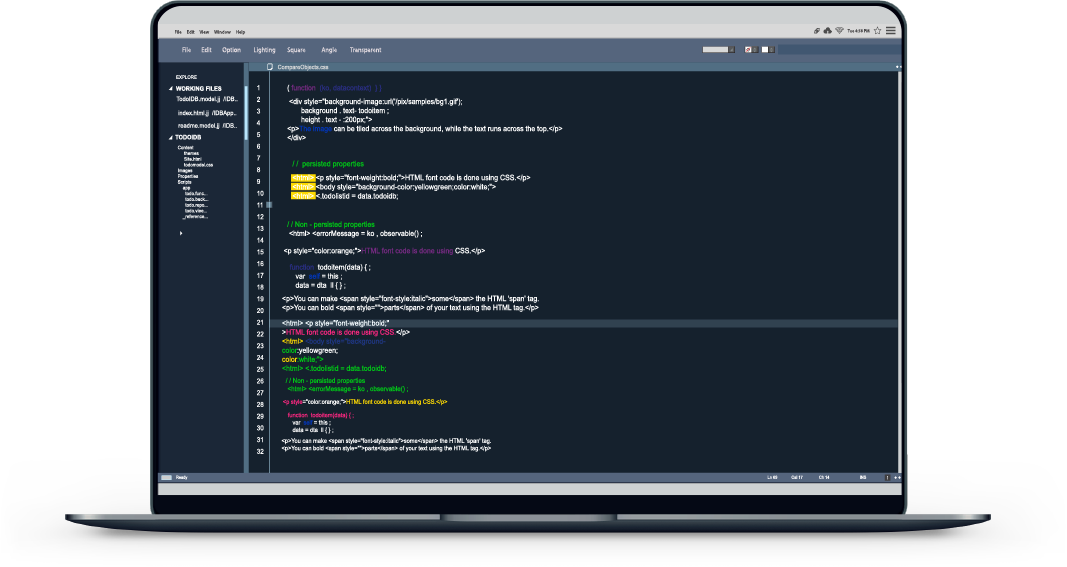 File Edit View Window Help
Tue 4:34 PM
File Edit Option Lighting Square Angle Transparent
CompareObjects.css
EXPLORE
WORKING FILES
TodoIDB.model.jj /IDB..
index.html.jj /IDBApp..
readme.model.jj /IDB..
TODOIDB
Content
themes
Site.html
todomodel.css
Images
Properties
Scripts
app
todo.func...
todo.back...
todo.repo...
todo.view...
_reference...
1 ( function (ko, datacontext) { )
2 <div style="background-image:url('/pix/samples/bg1.gif');
3 background . text- todoitem ;
4 height . text - :200px;">
<p>The image can be tiled across the background, while the text runs across the top.</p>
5 </div>
6
7 // persisted properties
8 <html> <p style="font-weight:bold;">HTML font code is done using CSS.</p>
9 <html> <body style="background-color:yellowgreen;color:white;">
10 <html> <.todolistid = data.todoidb;
11
12
13 // Non - persisted properties
<html> <errorMessage = ko , observable() ;
14
15 <p style="color:orange;">HTML font code is done using CSS.</p>
16 function todoitem(data) { ;
17 var self = this ;
18 data = dta II { } ;
19 <p>You can make <span style="font-style:italic">some</span> the HTML 'span' tag.
20 <p>You can bold <span style="">parts</span> of your text using the HTML tag.</p>
21 <html> <p style="font-weight:bold;"
22 >HTML font code is done using CSS.</p>
23 <html> <body style="background-
color:yellowgreen;
24 color:white;">
25 <html> <.todolistid = data.todoidb;
26 // Non - persisted properties
27 <html> <errorMessage = ko , observable() ;
28 <p style="color:orange;">HTML font code is done using CSS.</p>
29 function todoitem(data) { ;
var self = this ;
30 data = dta II { } ;
31 <p>You can make <span style="font-style:italic">some</span> the HTML 'span' tag.
32 <p>You can bold <span style="">parts</span> of your text using the HTML tag.</p>
Ready
Col 17 Ch 14 INS 1